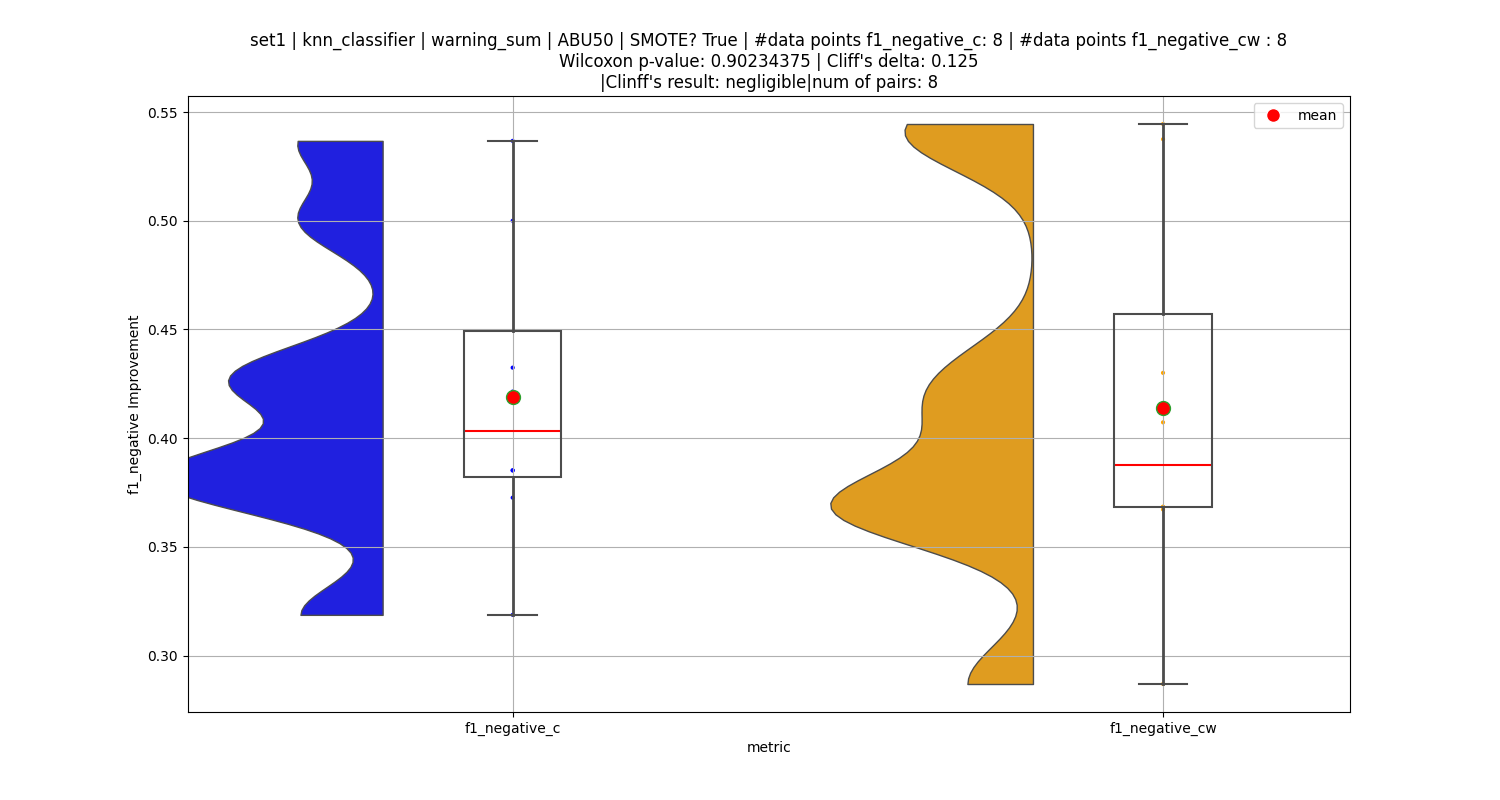 set1 | knn_classifier | warning_sum | ABU50 | SMOTE? True | #data points f1_negative_c: 8 | #data points f1_negative_cw : 8
Wilcoxon p-value: 0.90234375 | Cliff's delta: 0.125
|Clinff's result: negligible|num of pairs: 8
mean
0.55
0.50
0.45
0.40
0.35
0.30
f1_negative Improvement
f1_negative_c
f1_negative_cw
metric